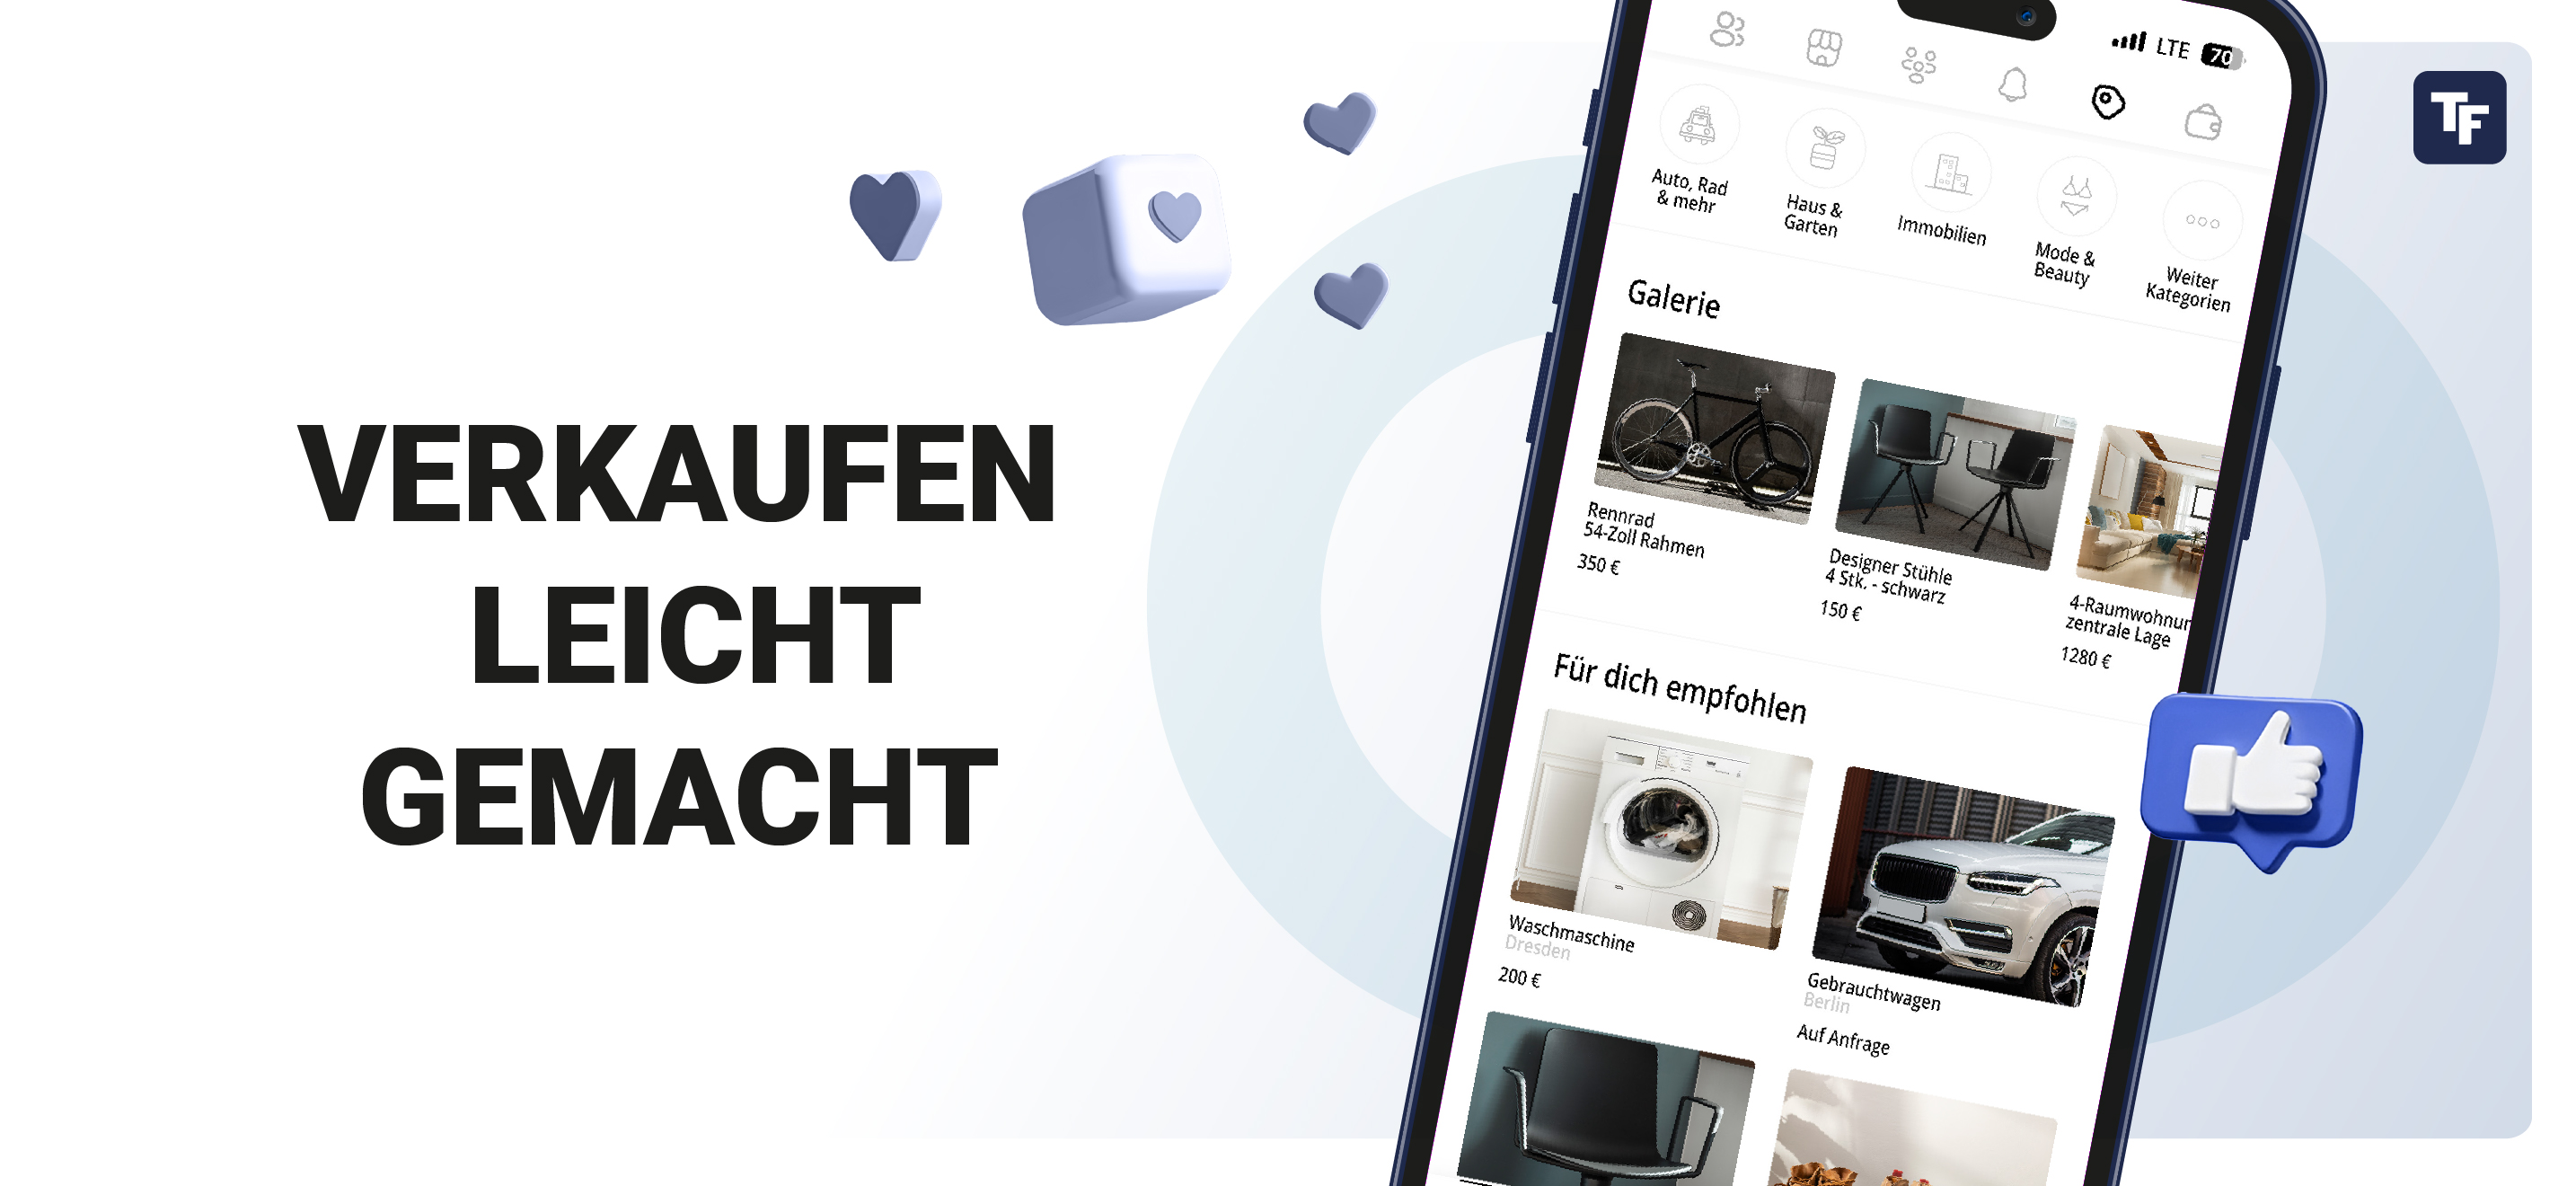 VERKAUFEN
LEICHT
GEMACHT
LTE 70
TF
Auto, Rad
& mehr
Haus &
Garten
Immobilien
Mode &
Beauty
Weiter
Kategorien
Galerie
Rennrad
54-Zoll Rahmen
350 €
Designer Stühle
4 Stk. - schwarz
150 €
4-Raumwohnun
zentrale Lage
1280 €
Für dich empfohlen
Waschmaschine
Dresden
200 €
Gebrauchtwagen
Berlin
Auf Anfrage